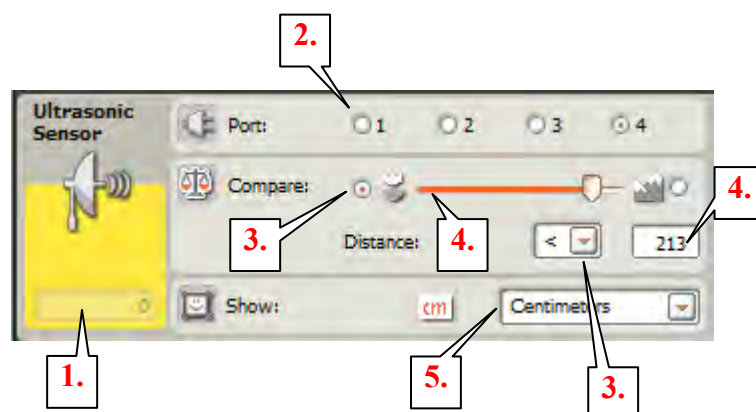 2.
Ultrasonic
Sensor
Port: 1 2 3 4
Compare:
4.
3. Distance: 4. < 213
0 Show: cm Centimeters
1. 5. 3.